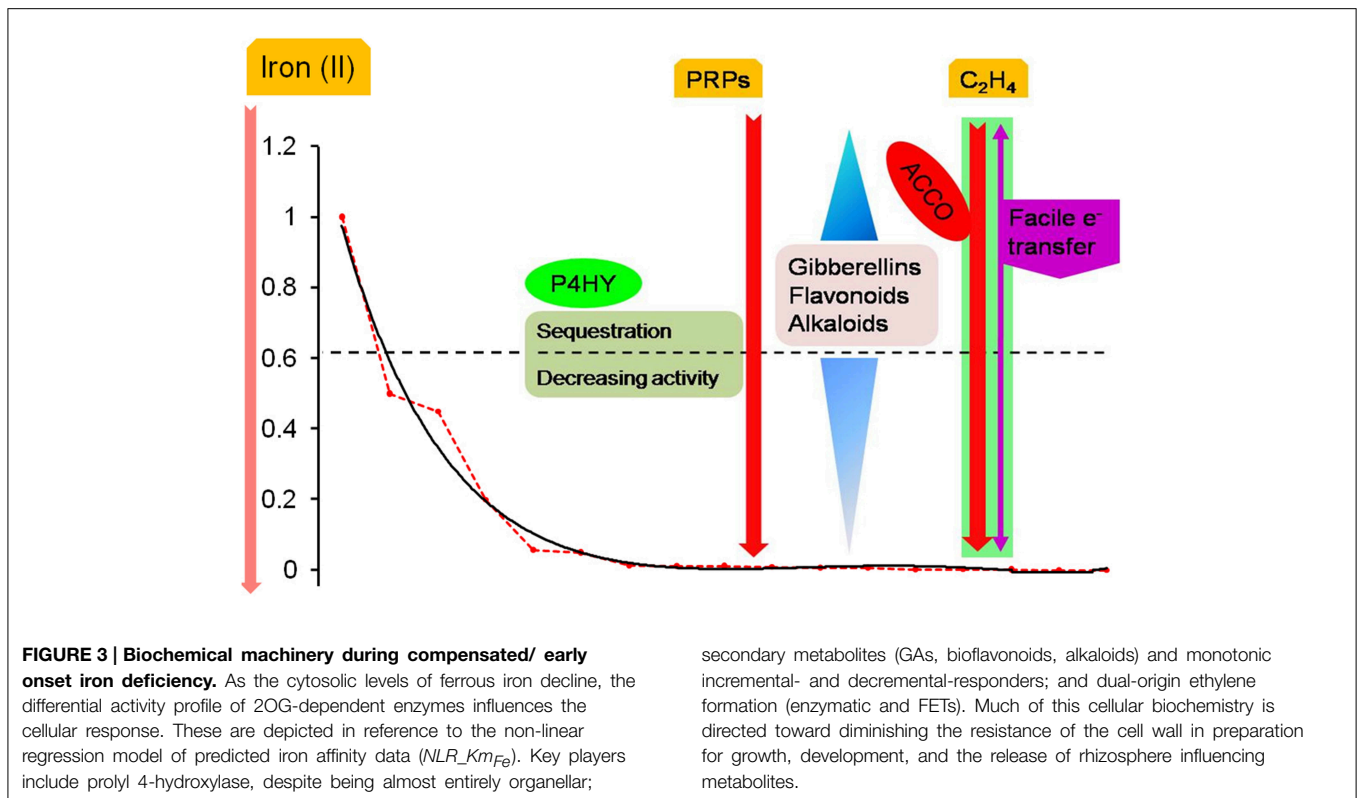 Iron (II)
PRPs
C₂H₄
1.2
1
0.8
0.6
0.4
0.2
0
P4HY
Sequestration
Decreasing activity
Gibberellins
Flavonoids
Alkaloids
ACCO
Facile e⁻
transfer
FIGURE 3 | Biochemical machinery during compensated/ early
onset iron deficiency. As the cytosolic levels of ferrous iron decline, the
differential activity profile of 2OG-dependent enzymes influences the
cellular response. These are depicted in reference to the non-linear
regression model of predicted iron affinity data (NLR_Km_Fe). Key players
include prolyl 4-hydroxylase, despite being almost entirely organellar;
secondary metabolites (GAs, bioflavonoids, alkaloids) and monotonic
incremental- and decremental-responders; and dual-origin ethylene
formation (enzymatic and FETs). Much of this cellular biochemistry is
directed toward diminishing the resistance of the cell wall in preparation
for growth, development, and the release of rhizosphere influencing
metabolites.